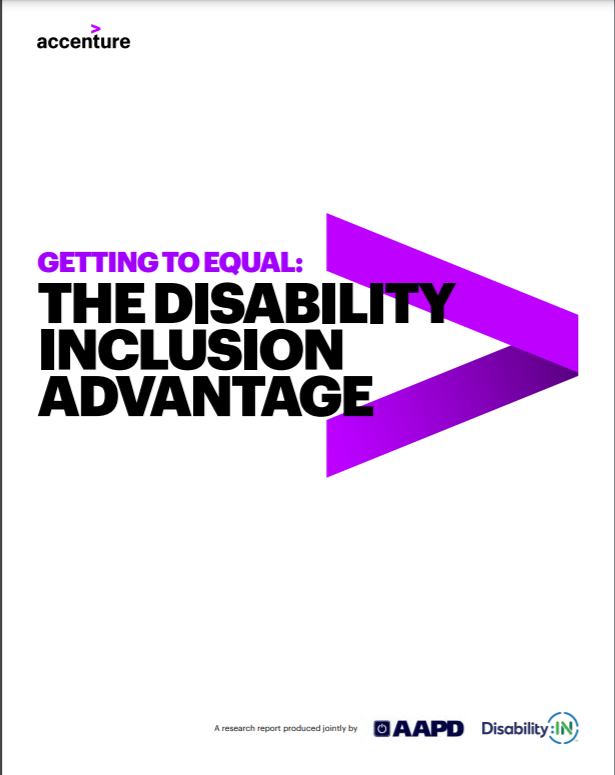 accenture
GETTING TO EQUAL:
THE DISABILITY
INCLUSION
ADVANTAGE
A research report produced jointly by AAPD Disability:IN